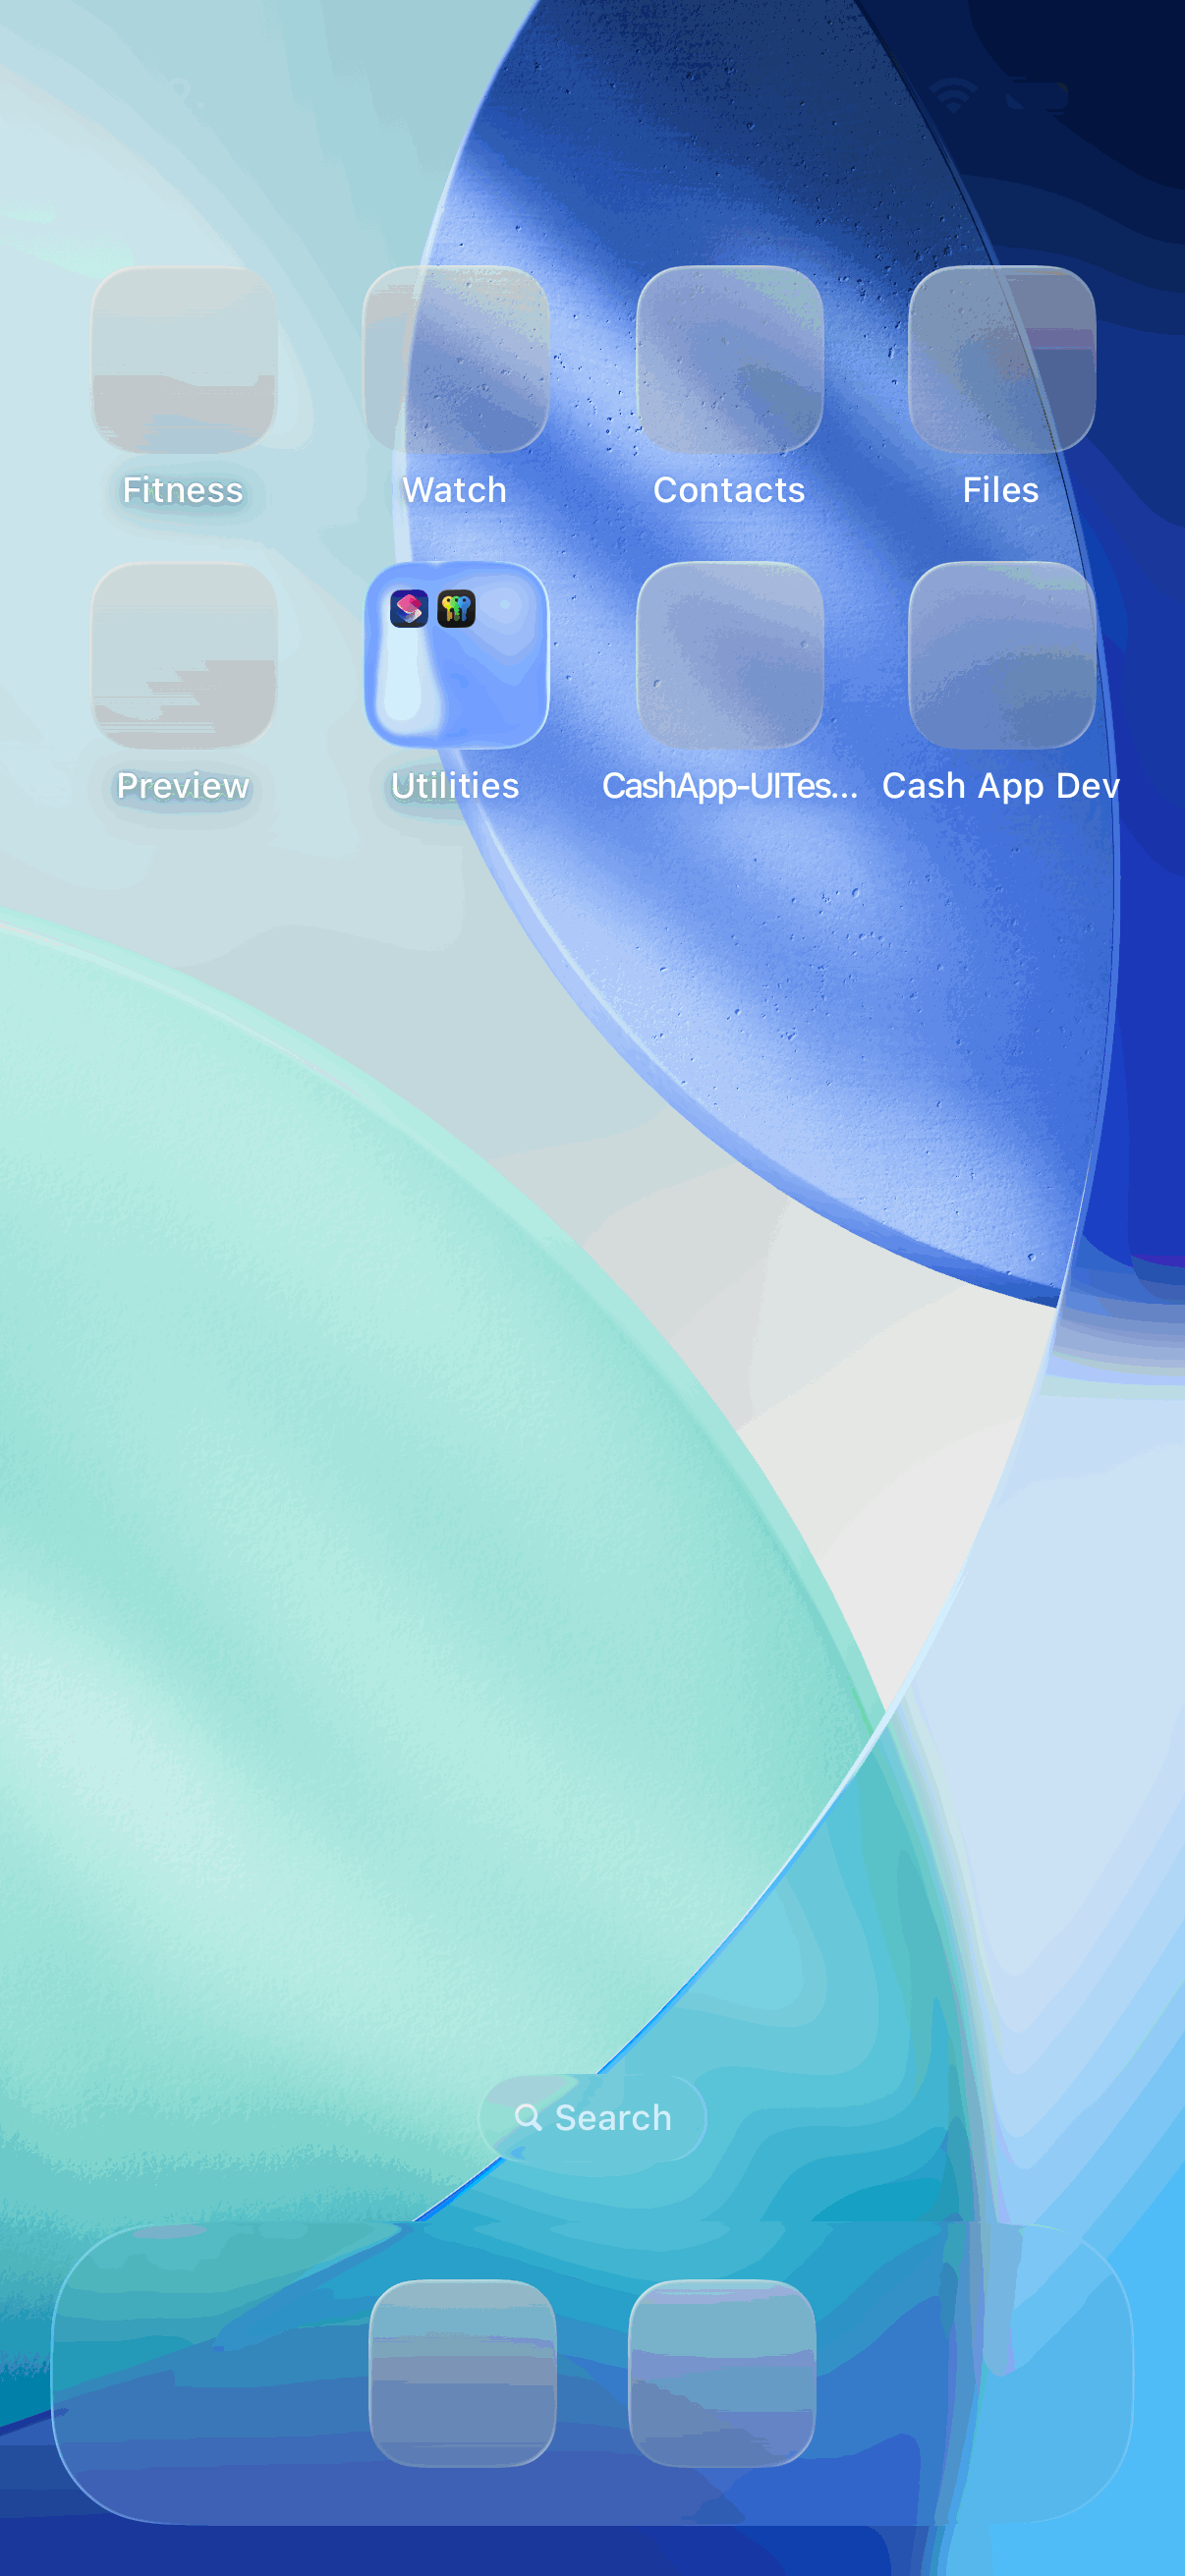 Fitness
Watch
Contacts
Files
Preview
Utilities
CashApp-UITes...
Cash App Dev
Search